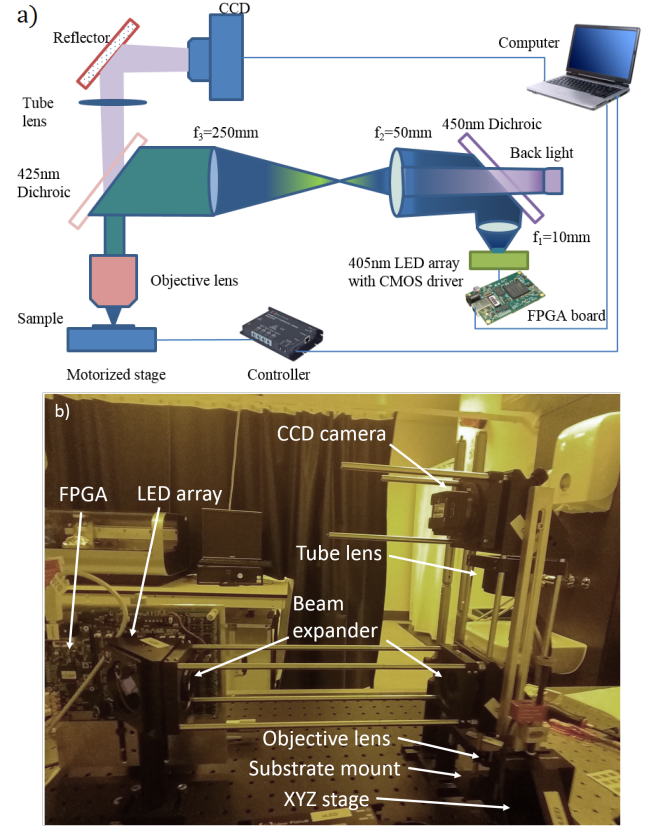 a)
CCD
Reflector
Computer
Tube
lens
f₃=250mm
f₂=50mm
450nm Dichroic
Back light
425nm
Dichroic
f₁=10mm
Objective lens
405nm LED array
with CMOS driver
Sample
FPGA board
Motorized stage
Controller
b)
CCD camera
FPGA
LED array
Tube lens
Beam
expander
Objective lens
Substrate mount
XYZ stage